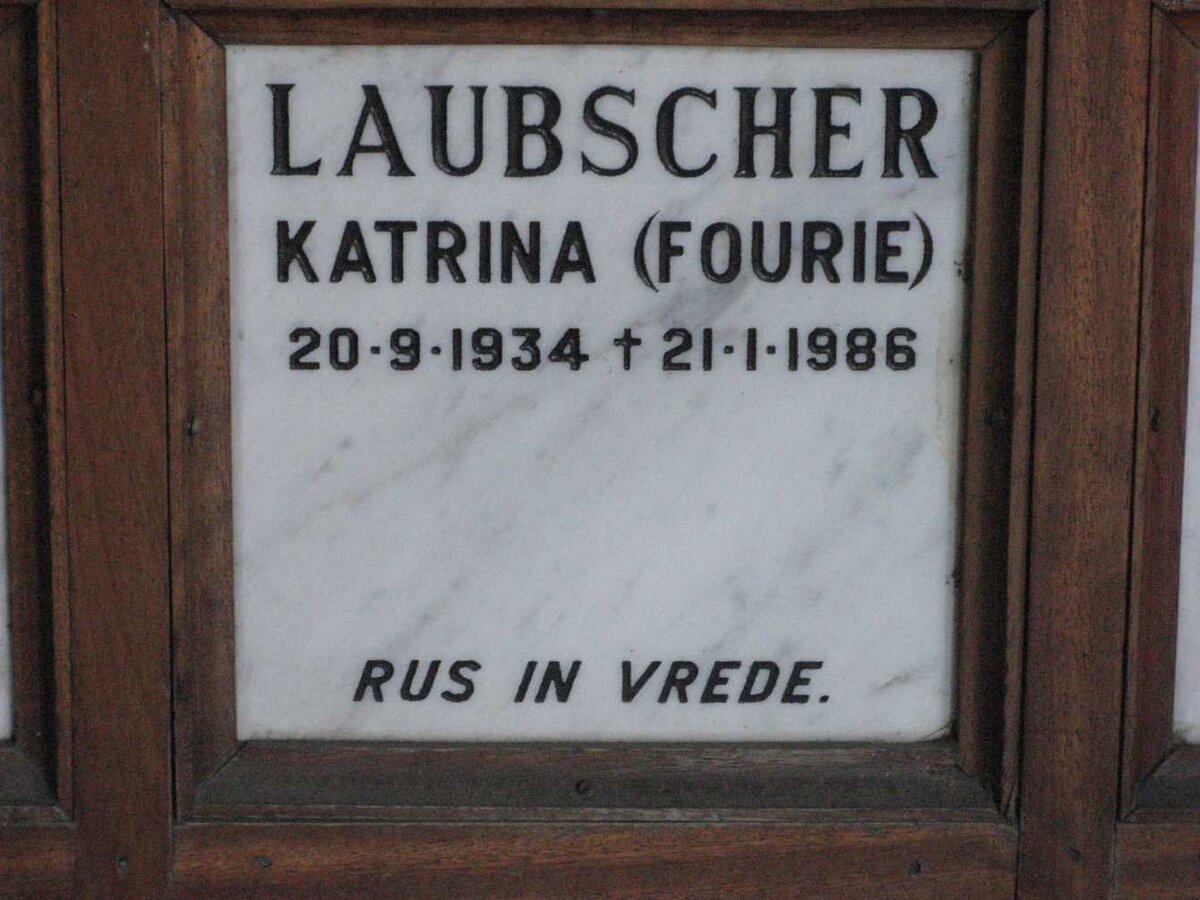 LAUBSCHER
KATRINA (FOURIE)
20·9·1934 † 21·1·1986
RUS IN VREDE.